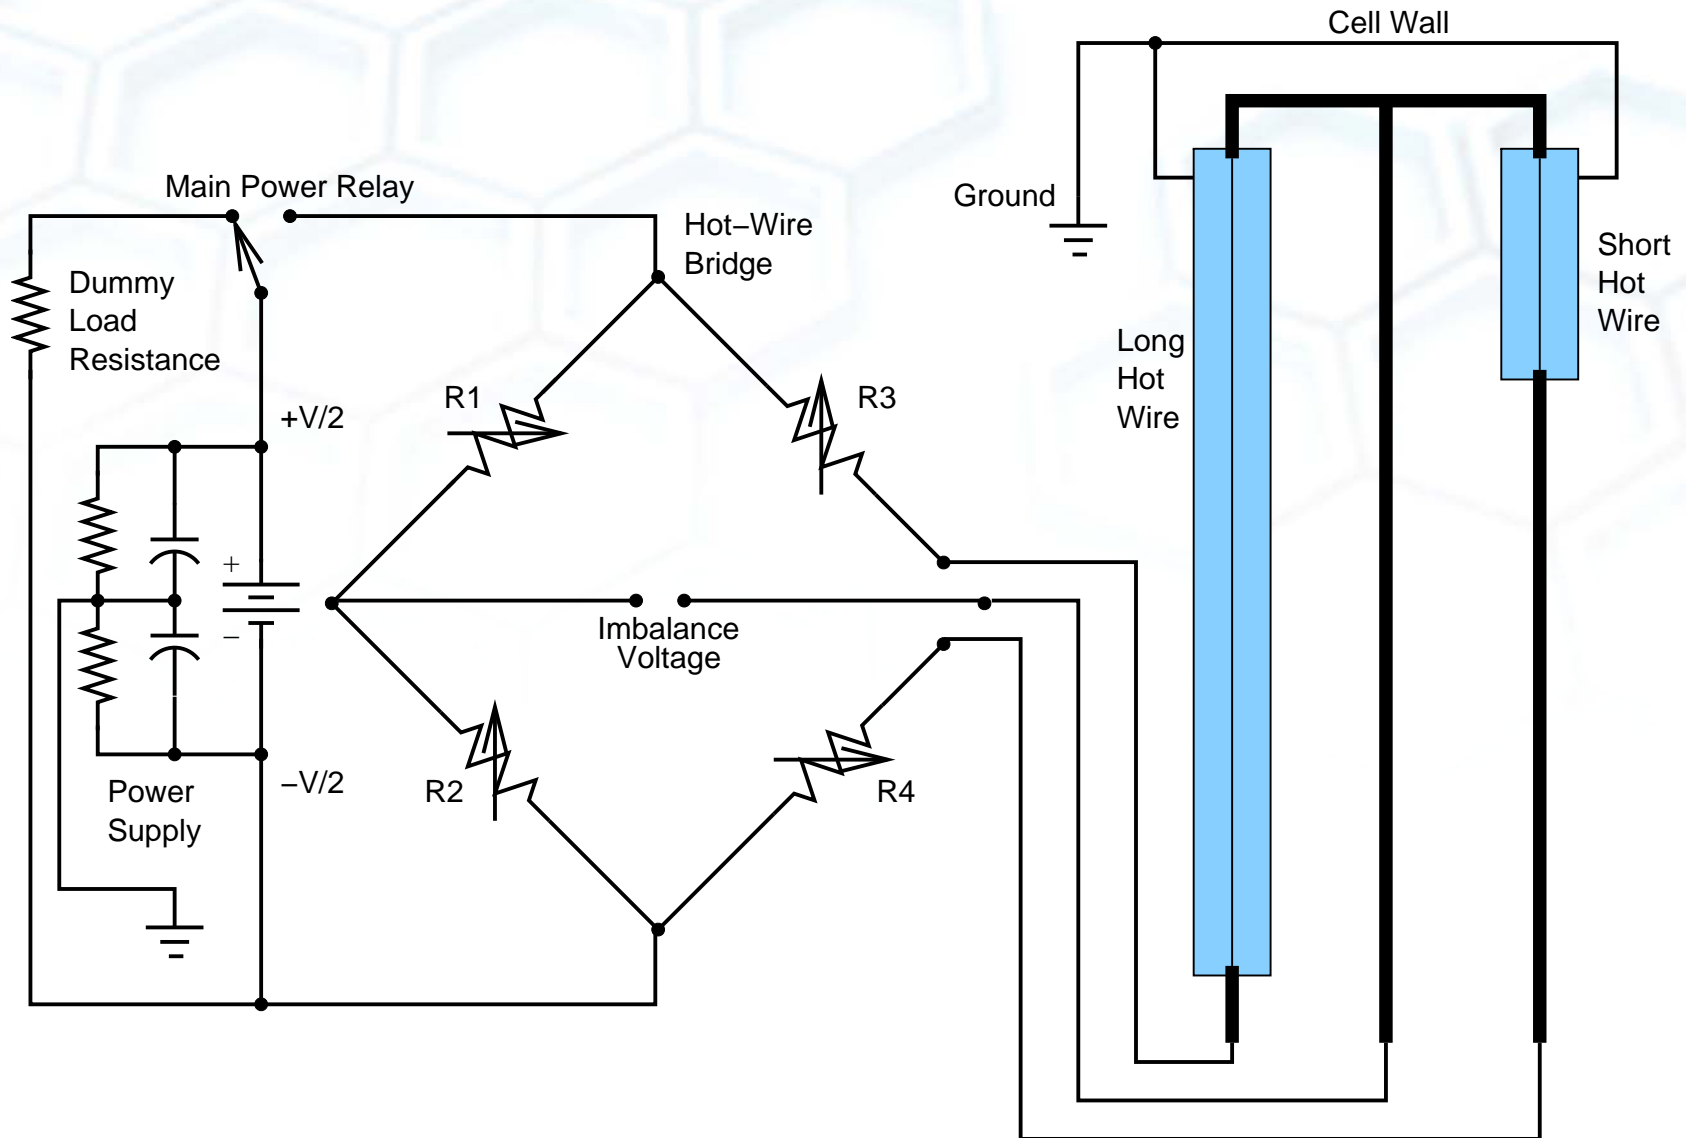 Cell Wall
Main Power Relay
Ground
Hot−Wire
Bridge
Short
Hot
Wire
Dummy
Load
Resistance
Long
Hot
Wire
R1
R3
+V/2
+
−
Imbalance
Voltage
Power
Supply
−V/2
R2
R4